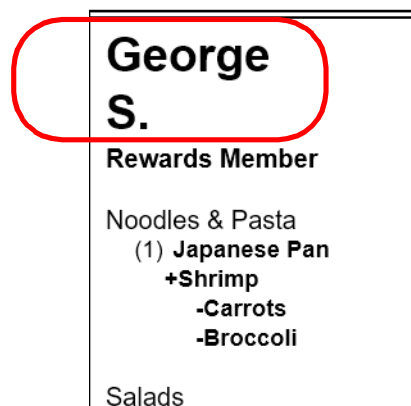 George
S.
Rewards Member
Noodles & Pasta
(1) Japanese Pan
+Shrimp
-Carrots
-Broccoli
Salads